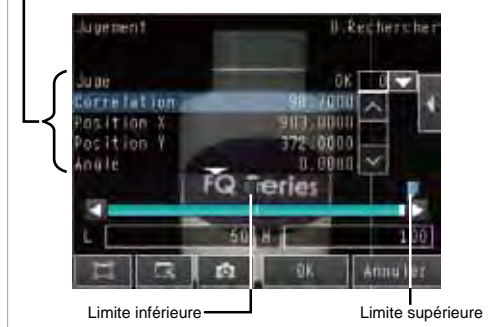 Jugement 0.Rechercher
Juge OK 0
Corrélation 98.7000
Position X 903.0000
Position Y 372.0000
Angle 0.0000
FQ Series
L 50 H 100
OK Annuler
Limite inférieure Limite supérieure